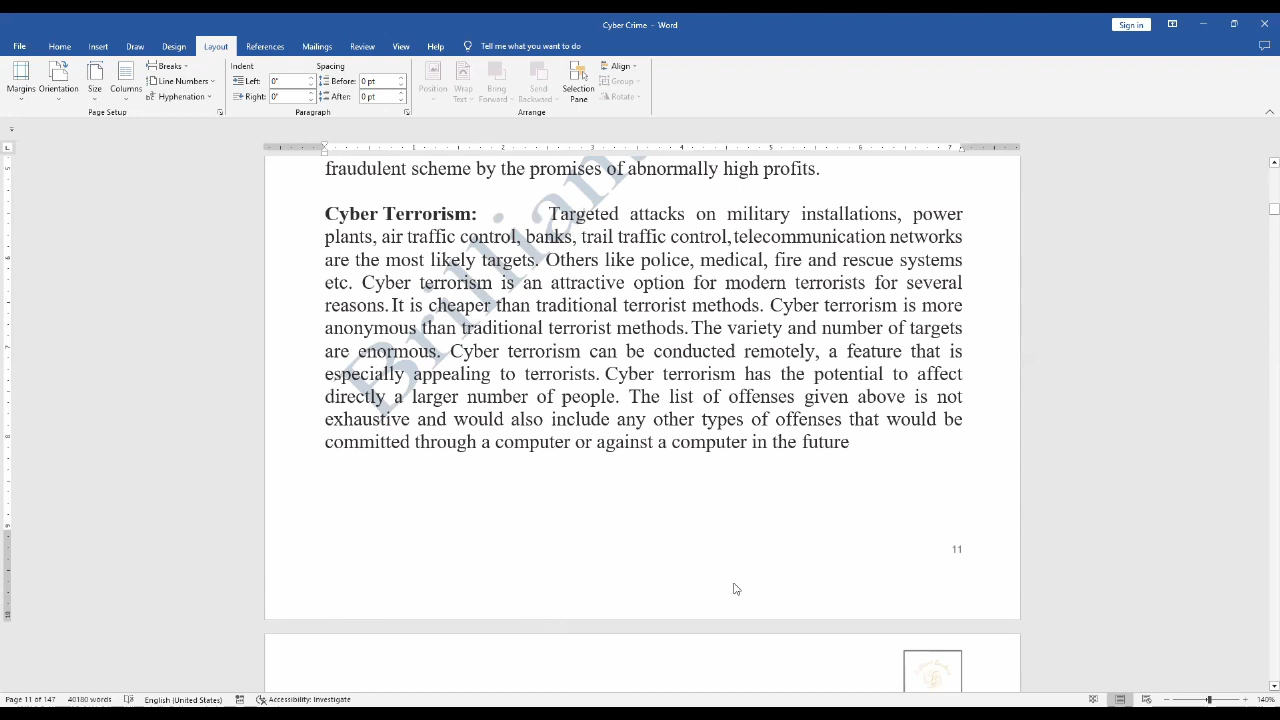 Cyber Crime - Word
Sign in
File Home Insert Draw Design Layout References Mailings Review View Help Tell me what you want to do
Margins Orientation Size Columns Breaks Line Numbers Hyphenation
Page Setup
Indent Spacing
Left: 0" Before: 0 pt
Right: 0" After: 0 pt
Paragraph
Position Wrap Text Bring Forward Send Backward Selection Pane Align Group Rotate
Arrange
1 2 3 4 5 6 7
fraudulent scheme by the promises of abnormally high profits.
Cyber Terrorism: Targeted attacks on military installations, power
plants, air traffic control, banks, trail traffic control, telecommunication networks
are the most likely targets. Others like police, medical, fire and rescue systems
etc. Cyber terrorism is an attractive option for modern terrorists for several
reasons. It is cheaper than traditional terrorist methods. Cyber terrorism is more
anonymous than traditional terrorist methods. The variety and number of targets
are enormous. Cyber terrorism can be conducted remotely, a feature that is
especially appealing to terrorists. Cyber terrorism has the potential to affect
directly a larger number of people. The list of offenses given above is not
exhaustive and would also include any other types of offenses that would be
committed through a computer or against a computer in the future
Brillian
11
Page 11 of 147 40180 words English (United States) Accessibility: Investigate 140%